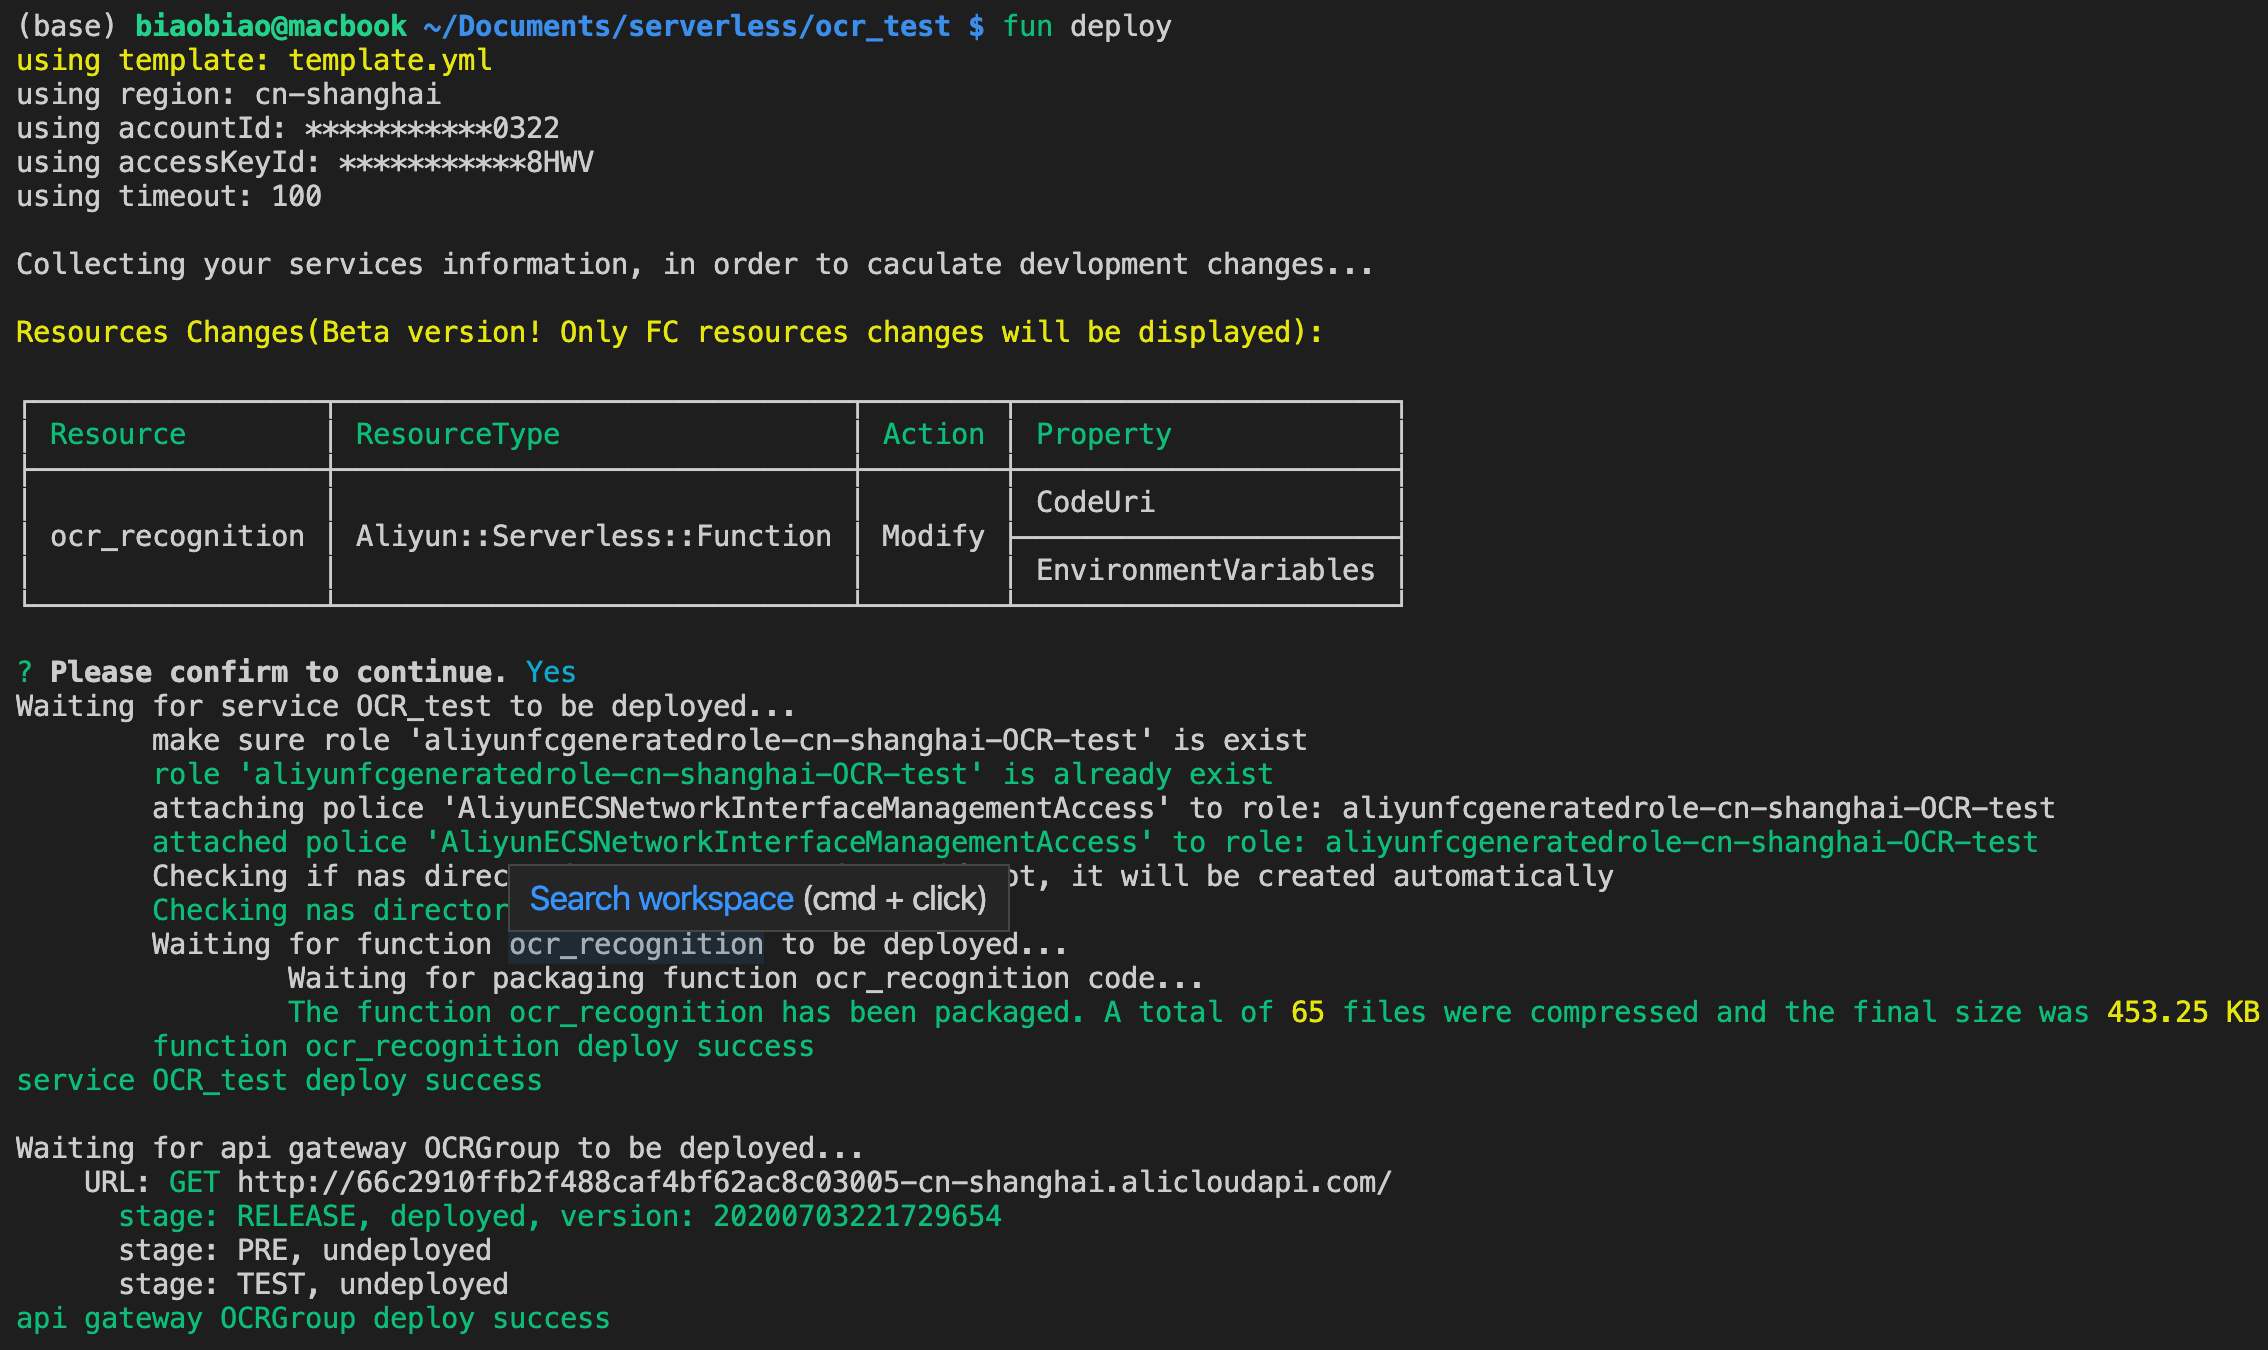 (base) biaobiao@macbook ~/Documents/serverless/ocr_test $ fun deploy
using template: template.yml
using region: cn-shanghai
using accountId: ***********0322
using accessKeyId: ***********8HWV
using timeout: 100
Collecting your services information, in order to caculate devlopment changes...
Resources Changes(Beta version! Only FC resources changes will be displayed):
Resource ResourceType Action Property
CodeUri
ocr_recognition Aliyun::Serverless::Function Modify
EnvironmentVariables
? Please confirm to continue. Yes
Waiting for service OCR_test to be deployed...
make sure role 'aliyunfcgeneratedrole-cn-shanghai-OCR-test' is exist
role 'aliyunfcgeneratedrole-cn-shanghai-OCR-test' is already exist
attaching police 'AliyunECSNetworkInterfaceManagementAccess' to role: aliyunfcgeneratedrole-cn-shanghai-OCR-test
attached police 'AliyunECSNetworkInterfaceManagementAccess' to role: aliyunfcgeneratedrole-cn-shanghai-OCR-test
Checking if nas direc ot, it will be created automatically
Search workspace (cmd + click)
Checking nas director
Waiting for function ocr_recognition to be deployed...
Waiting for packaging function ocr_recognition code...
The function ocr_recognition has been packaged. A total of 65 files were compressed and the final size was 453.25 KB
function ocr_recognition deploy success
service OCR_test deploy success
Waiting for api gateway OCRGroup to be deployed...
URL: GET http://66c2910ffb2f488caf4bf62ac8c03005-cn-shanghai.alicloudapi.com/
stage: RELEASE, deployed, version: 20200703221729654
stage: PRE, undeployed
stage: TEST, undeployed
api gateway OCRGroup deploy success